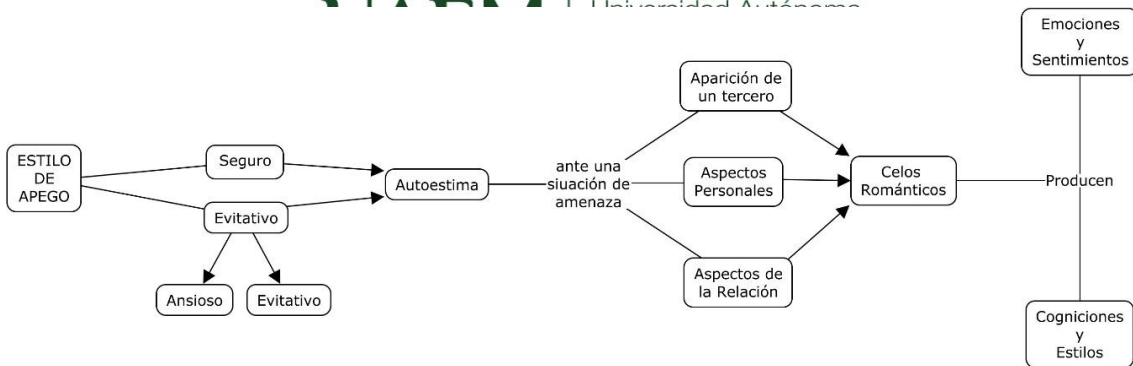 Universidad Autónoma
Emociones
y
Sentimientos
Aparición de
un tercero
ESTILO
DE
APEGO
Seguro
Autoestima
ante una
siuación de
amenaza
Aspectos
Personales
Celos
Románticos
Producen
Evitativo
Ansioso
Evitativo
Aspectos de
la Relación
Cogniciones
y
Estilos